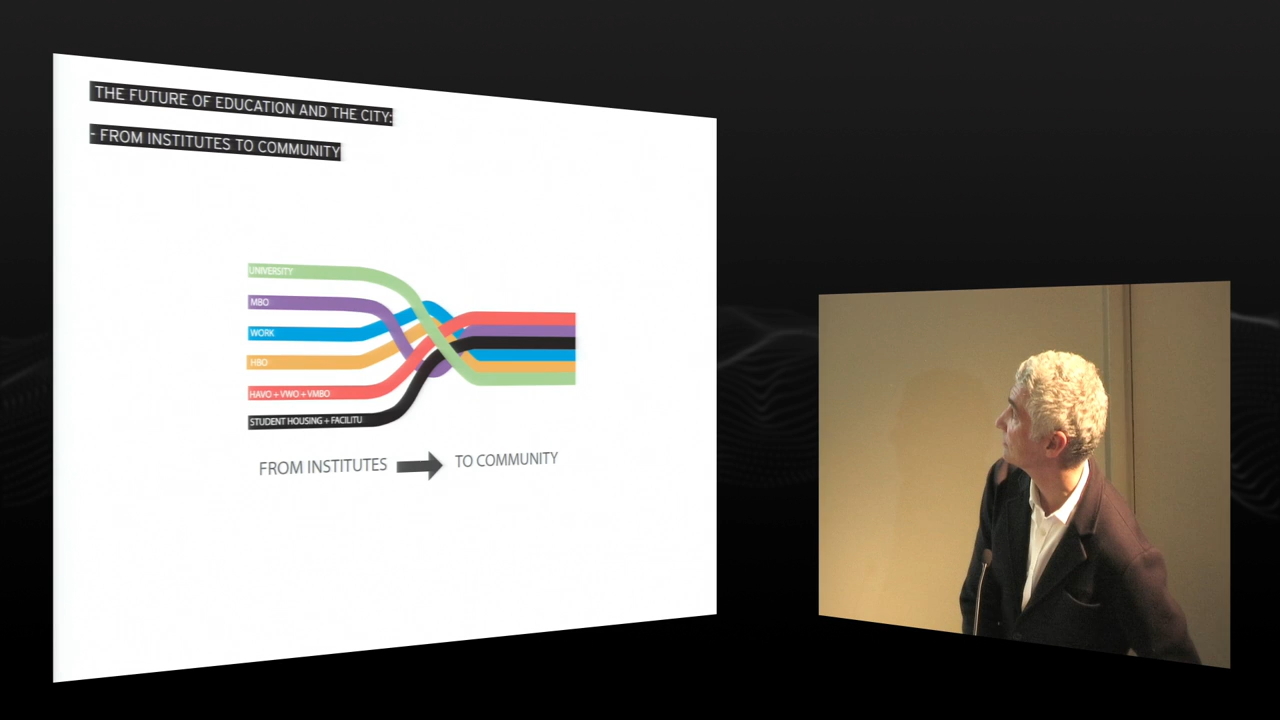 THE FUTURE OF EDUCATION AND THE CITY:
- FROM INSTITUTES TO COMMUNITY
UNIVERSITY
MBO
WORK
HBO
HAVO + VWO + VMBO
STUDENT HOUSING + FACILITU
FROM INSTITUTES
TO COMMUNITY